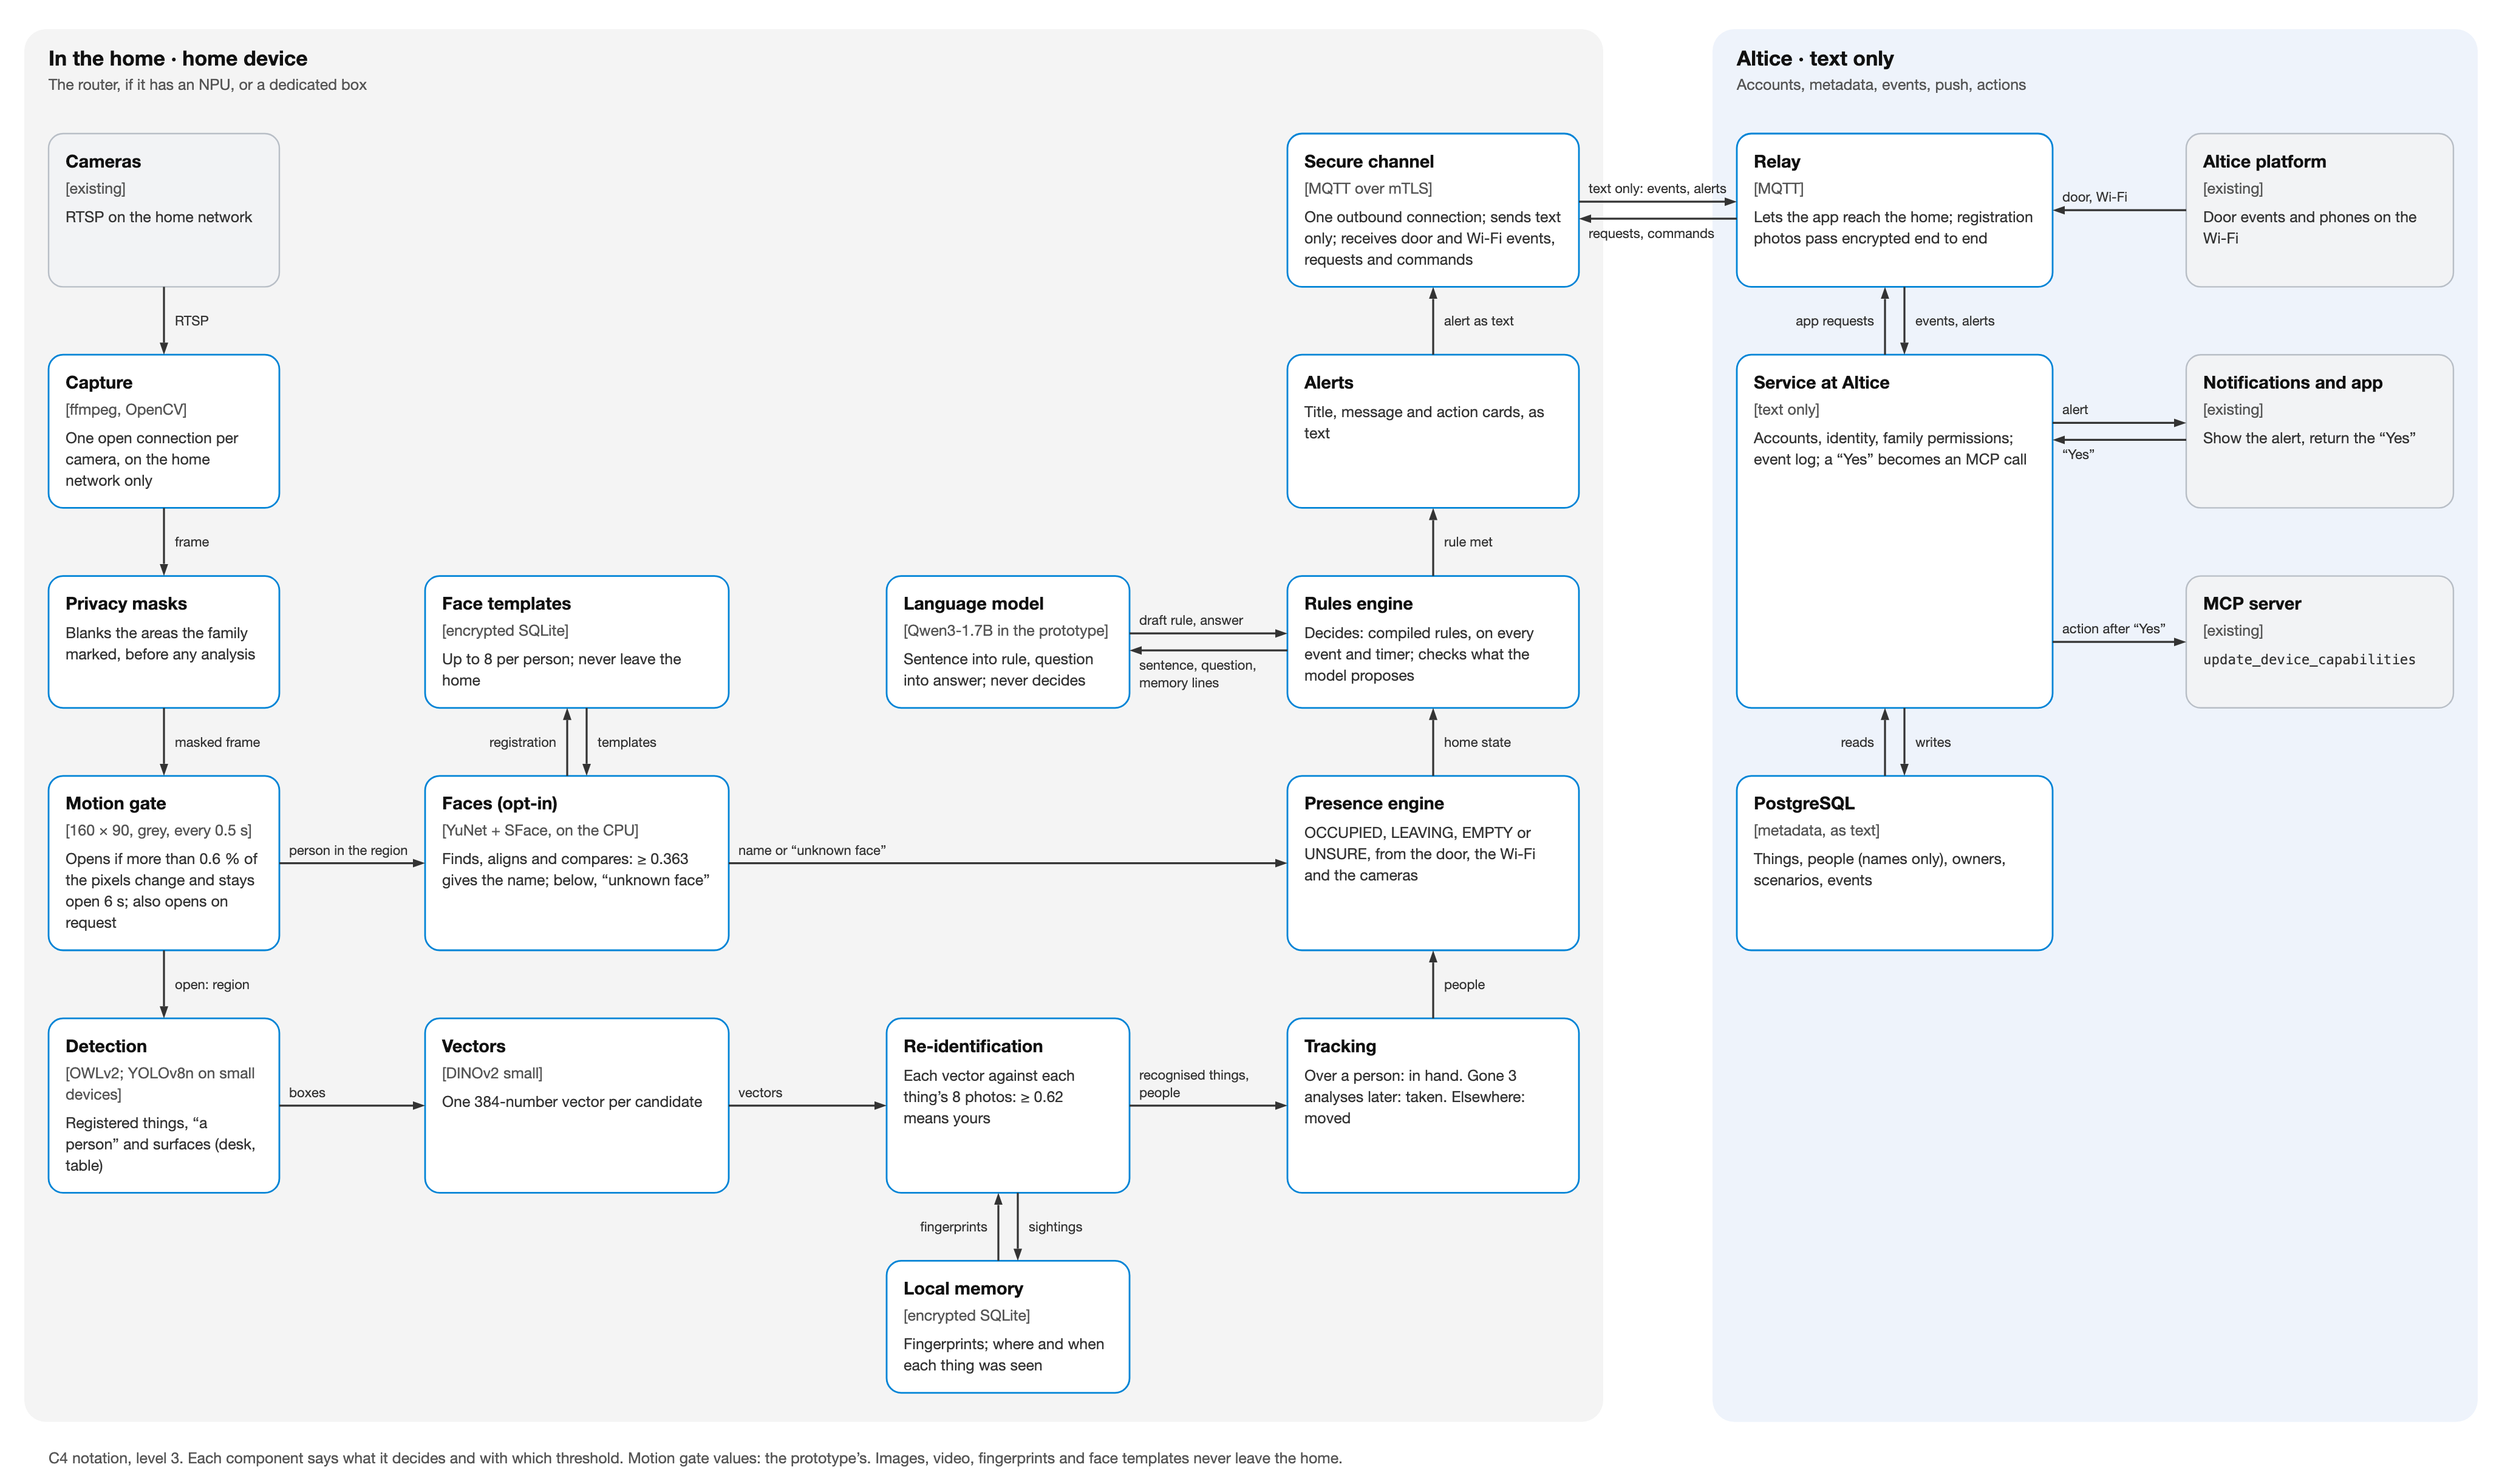 In the home · home device
The router, if it has an NPU, or a dedicated box
Altice · text only
Accounts, metadata, events, push, actions
Cameras
[existing]
RTSP on the home network
Secure channel
[MQTT over mTLS]
One outbound connection; sends text
only; receives door and Wi-Fi events,
requests and commands
text only: events, alerts
requests, commands
Relay
[MQTT]
Lets the app reach the home; registration
photos pass encrypted end to end
door, Wi-Fi
Altice platform
[existing]
Door events and phones on the
Wi-Fi
RTSP
alert as text
app requests
events, alerts
Capture
[ffmpeg, OpenCV]
One open connection per
camera, on the home
network only
Alerts
Title, message and action cards, as
text
Service at Altice
[text only]
Accounts, identity, family permissions;
event log; a “Yes” becomes an MCP call
alert
“Yes”
Notifications and app
[existing]
Show the alert, return the “Yes”
frame
rule met
Privacy masks
Blanks the areas the family
marked, before any analysis
Face templates
[encrypted SQLite]
Up to 8 per person; never leave the
home
Language model
[Qwen3-1.7B in the prototype]
Sentence into rule, question
into answer; never decides
draft rule, answer
sentence, question,
memory lines
Rules engine
Decides: compiled rules, on every
event and timer; checks what the
model proposes
action after “Yes”
MCP server
[existing]
update_device_capabilities
masked frame
registration
templates
home state
reads
writes
Motion gate
[160 × 90, grey, every 0.5 s]
Opens if more than 0.6 % of
the pixels change and stays
open 6 s; also opens on
request
person in the region
Faces (opt-in)
[YuNet + SFace, on the CPU]
Finds, aligns and compares: ≥ 0.363
gives the name; below, “unknown face”
name or “unknown face”
Presence engine
OCCUPIED, LEAVING, EMPTY or
UNSURE, from the door, the Wi-Fi
and the cameras
PostgreSQL
[metadata, as text]
Things, people (names only), owners,
scenarios, events
open: region
people
Detection
[OWLv2; YOLOv8n on small
devices]
Registered things, “a
person” and surfaces (desk,
table)
boxes
Vectors
[DINOv2 small]
One 384-number vector per candidate
vectors
Re-identification
Each vector against each
thing’s 8 photos: ≥ 0.62
means yours
recognised things,
people
Tracking
Over a person: in hand. Gone 3
analyses later: taken. Elsewhere:
moved
fingerprints
sightings
Local memory
[encrypted SQLite]
Fingerprints; where and when
each thing was seen
C4 notation, level 3. Each component says what it decides and with which threshold. Motion gate values: the prototype’s. Images, video, fingerprints and face templates never leave the home.